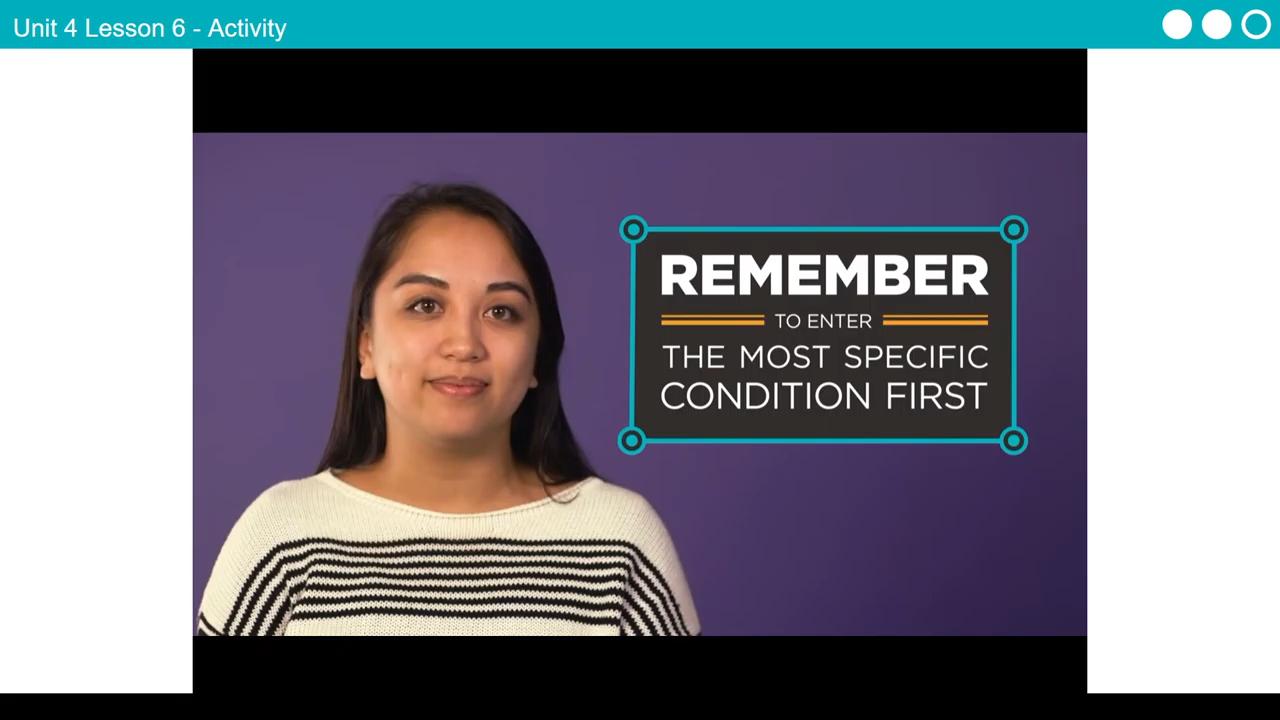 Unit 4 Lesson 6 - Activity
REMEMBER
TO ENTER
THE MOST SPECIFIC
CONDITION FIRST